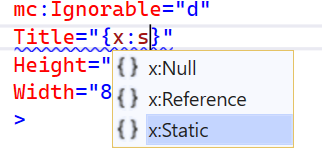 mc:Ignorable="d"
Title="{x:s}"
Height="
{} x:Null
Width="8
{} x:Reference
>
{} x:Static